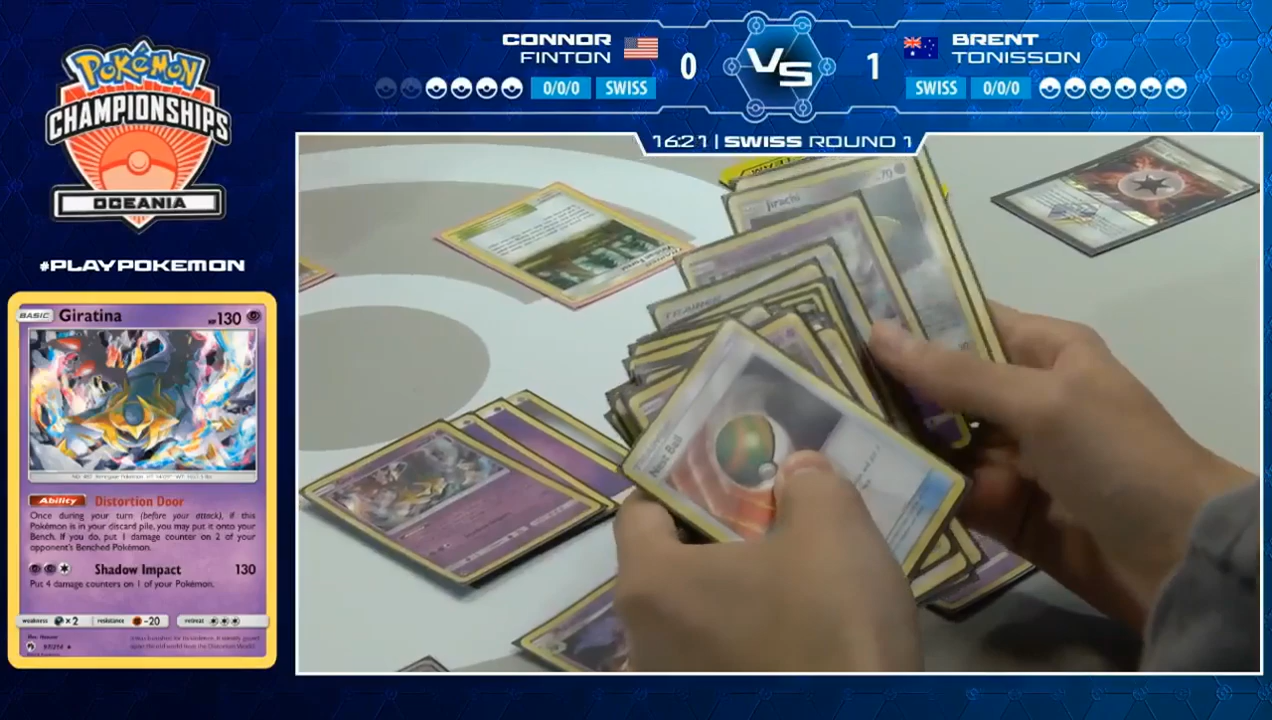 Pokémon
CHAMPIONSHIPS
OCEANIA
#PLAYPOKEMON
CONNOR
FINTON
0
VS
1
BRENT
TONISSON
0/0/0
SWISS
SWISS
0/0/0
16:21 | SWISS ROUND 1
BASIC
Giratina
HP130
Ability
Distortion Door
Once during your turn (before your attack), if this
Pokémon is in your discard pile, you may put it onto your
Bench. If you do, put 1 damage counter on 2 of your
opponent's Benched Pokémon.
Shadow Impact
130
Put 4 damage counters on 1 of your Pokémon.
weakness
×2
resistance
-20
retreat
97/214
Jirachi
70
TRAINER
Nest Ball